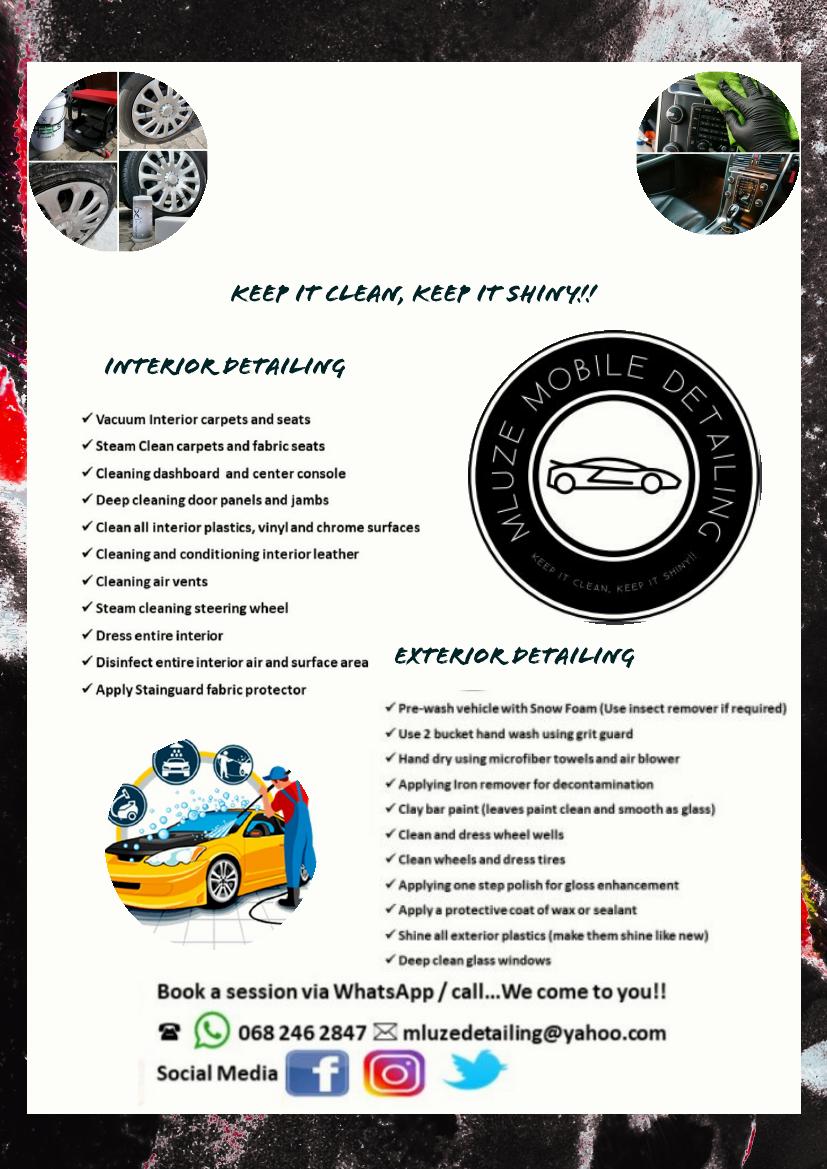 KEEP IT CLEAN, KEEP IT SHINY!!
INTERIOR DETAILING
✓ Vacuum Interior carpets and seats
✓ Steam Clean carpets and fabric seats
✓ Cleaning dashboard and center console
✓ Deep cleaning door panels and jambs
✓ Clean all interior plastics, vinyl and chrome surfaces
✓ Cleaning and conditioning interior leather
✓ Cleaning air vents
✓ Steam cleaning steering wheel
✓ Dress entire interior
✓ Disinfect entire interior air and surface area
✓ Apply Stainguard fabric protector
MLUZE MOBILE DETAILING
KEEP IT CLEAN, KEEP IT SHINY!!
EXTERIOR DETAILING
✓ Pre-wash vehicle with Snow Foam (Use insect remover if required)
✓ Use 2 bucket hand wash using grit guard
✓ Hand dry using microfiber towels and air blower
✓ Applying Iron remover for decontamination
✓ Clay bar paint (leaves paint clean and smooth as glass)
✓ Clean and dress wheel wells
✓ Clean wheels and dress tires
✓ Applying one step polish for gloss enhancement
✓ Apply a protective coat of wax or sealant
✓ Shine all exterior plastics (make them shine like new)
✓ Deep clean glass windows
Book a session via WhatsApp / call...We come to you!!
068 246 2847 mluzedetailing@yahoo.com
Social Media